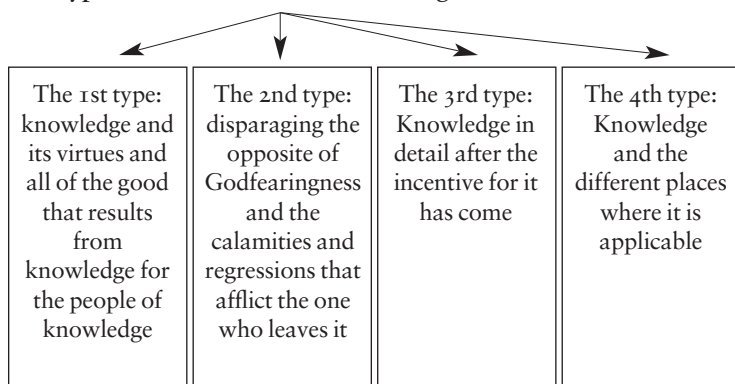 The 1st type:
knowledge and
its virtues and
all of the good
that results
from
knowledge for
the people of
knowledge
The 2nd type:
disparaging the
opposite of
Godfearingness
and the
calamities and
regressions that
afflict the one
who leaves it
The 3rd type:
Knowledge in
detail after the
incentive for it
has come
The 4th type:
Knowledge
and the
different places
where it is
applicable